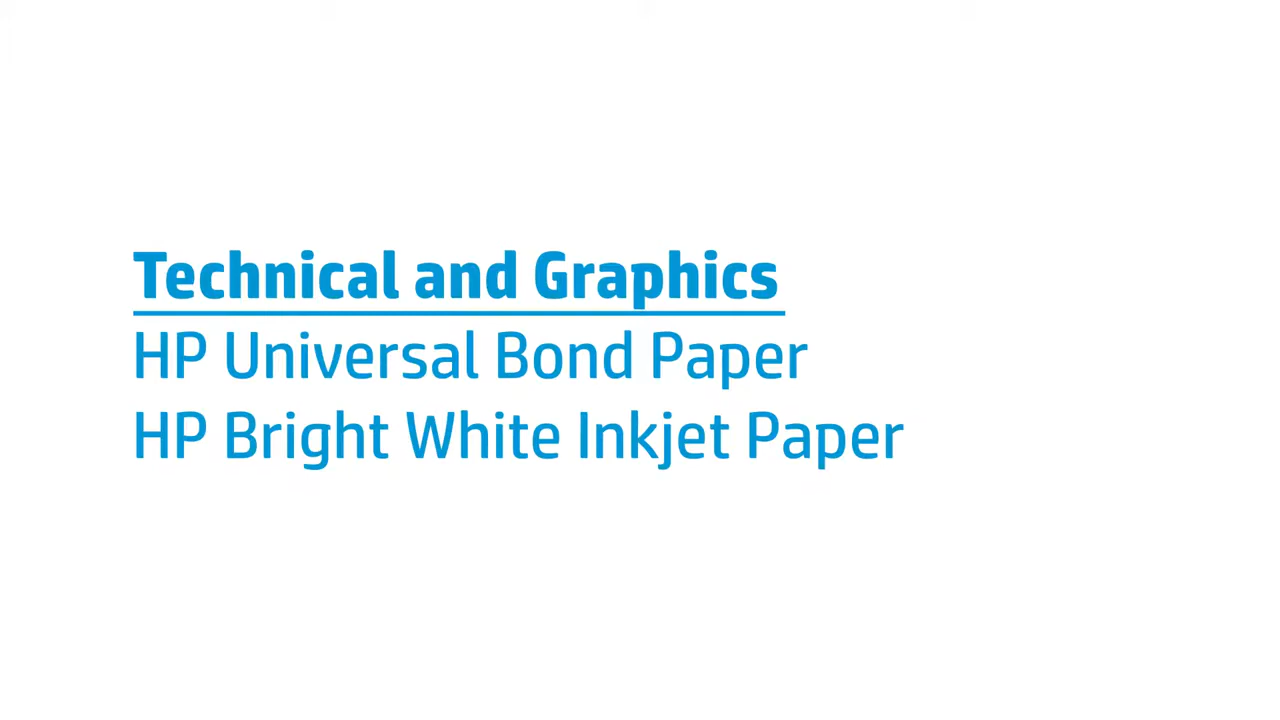 Technical and Graphics
HP Universal Bond Paper
HP Bright White Inkjet Paper